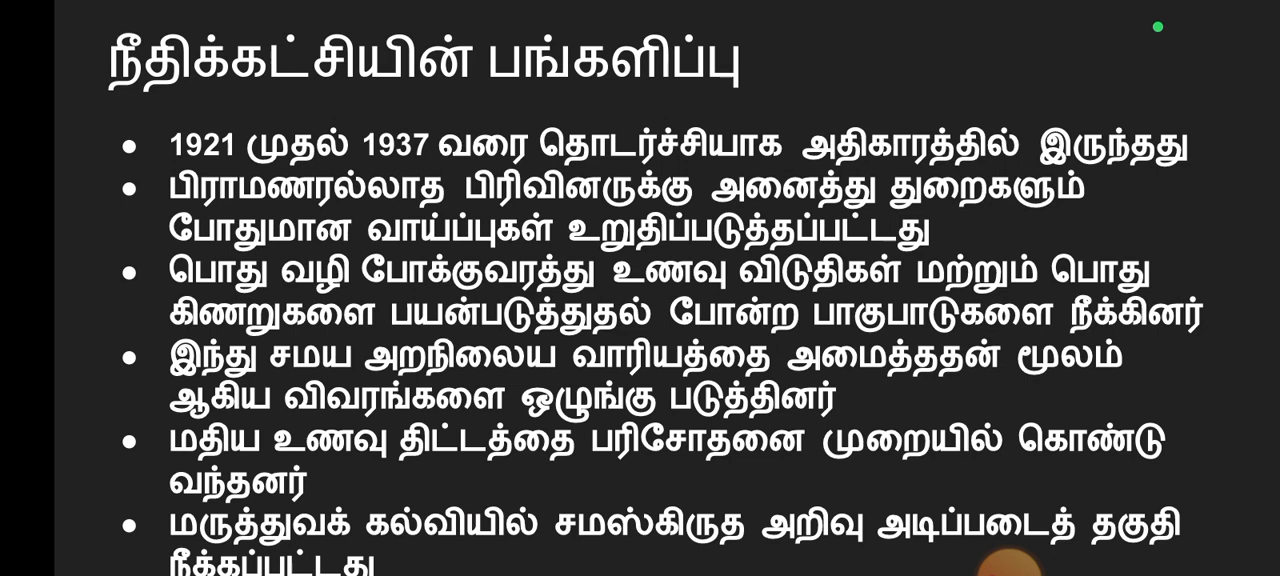 நீதிக்கட்சியின் பங்களிப்பு
● 1921 முதல் 1937 வரை தொடர்ச்சியாக அதிகாரத்தில் இருந்தது
● பிராமணரல்லாத பிரிவினருக்கு அனைத்து துறைகளும்
போதுமான வாய்ப்புகள் உறுதிப்படுத்தப்பட்டது
● பொது வழி போக்குவரத்து உணவு விடுதிகள் மற்றும் பொது
கிணறுகளை பயன்படுத்துதல் போன்ற பாகுபாடுகளை நீக்கினர்
● இந்து சமய அறநிலைய வாரியத்தை அமைத்ததன் மூலம்
ஆகிய விவரங்களை ஒழுங்கு படுத்தினர்
● மதிய உணவு திட்டத்தை பரிசோதனை முறையில் கொண்டு
வந்தனர்
● மருத்துவக் கல்வியில் சமஸ்கிருத அறிவு அடிப்படைத் தகுதி
நீக்கப்பட்டது